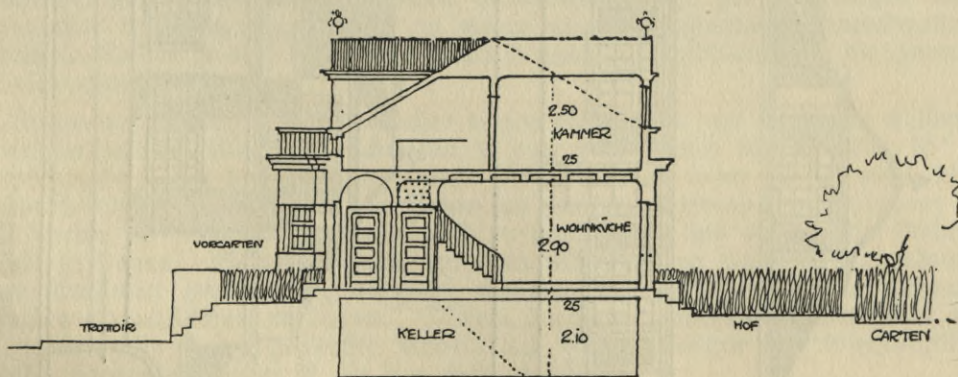 2.50
KAMMER
25
WOHNKÜCHE
2.90
VORGARTEN
25
TROTTOIR
KELLER
2.10
HOF
GARTEN